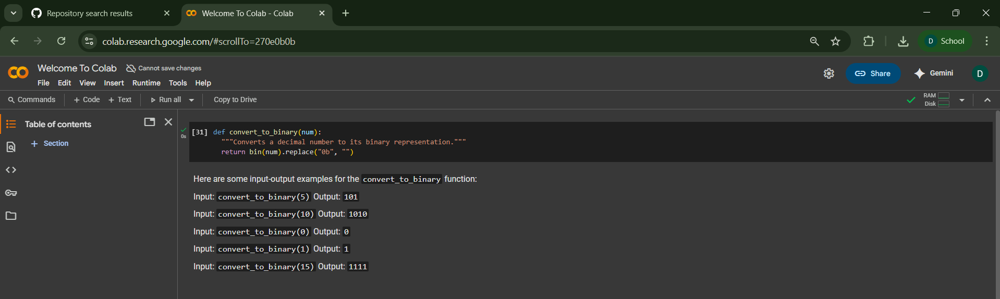 Repository search results
Welcome To Colab - Colab
colab.research.google.com/#scrollTo=270e0b0b
D School
Welcome To Colab Cannot save changes
File Edit View Insert Runtime Tools Help
Share Gemini D
Commands + Code + Text Run all Copy to Drive
RAM
Disk
Table of contents
+ Section
0s
[31] def convert_to_binary(num):
"""Converts a decimal number to its binary representation."""
return bin(num).replace("0b", "")
Here are some input-output examples for the convert_to_binary function:
Input: convert_to_binary(5) Output: 101
Input: convert_to_binary(10) Output: 1010
Input: convert_to_binary(0) Output: 0
Input: convert_to_binary(1) Output: 1
Input: convert_to_binary(15) Output: 1111